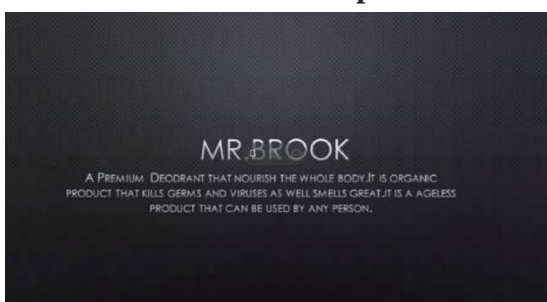 MR.BROOK
A PREMIUM DEODRANT THAT NOURISH THE WHOLE BODY.IT IS ORGANIC
PRODUCT THAT KILLS GERMS AND VIRUSES AS WELL SMELLS GREAT.IT IS A AGELESS
PRODUCT THAT CAN BE USED BY ANY PERSON.